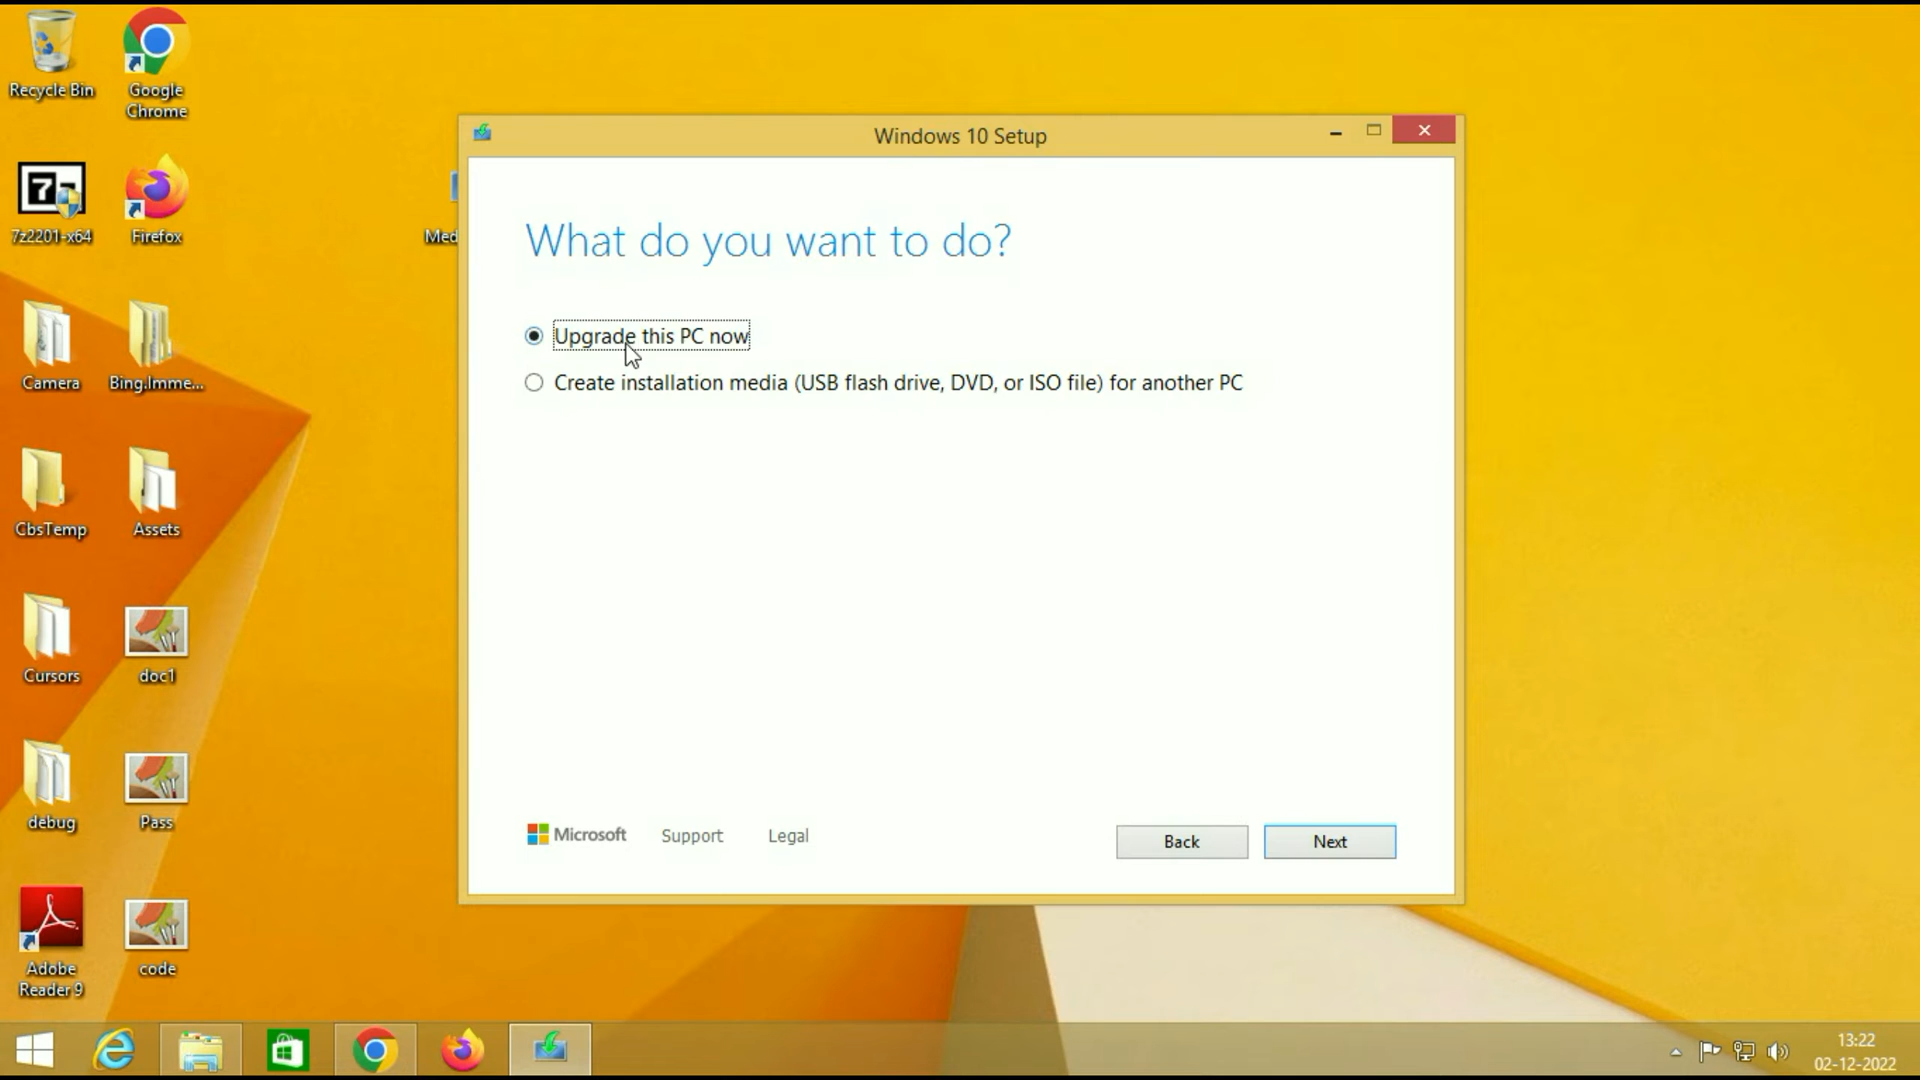 Recycle Bin
Google
Chrome
7z2201-x64
Firefox
Med
Camera
Bing.Imme...
CbsTemp
Assets
Cursors
doc1
debug
Pass
Adobe
Reader 9
code
Windows 10 Setup
What do you want to do?
Upgrade this PC now
Create installation media (USB flash drive, DVD, or ISO file) for another PC
Microsoft
Support
Legal
Back
Next
13:22
02-12-2022